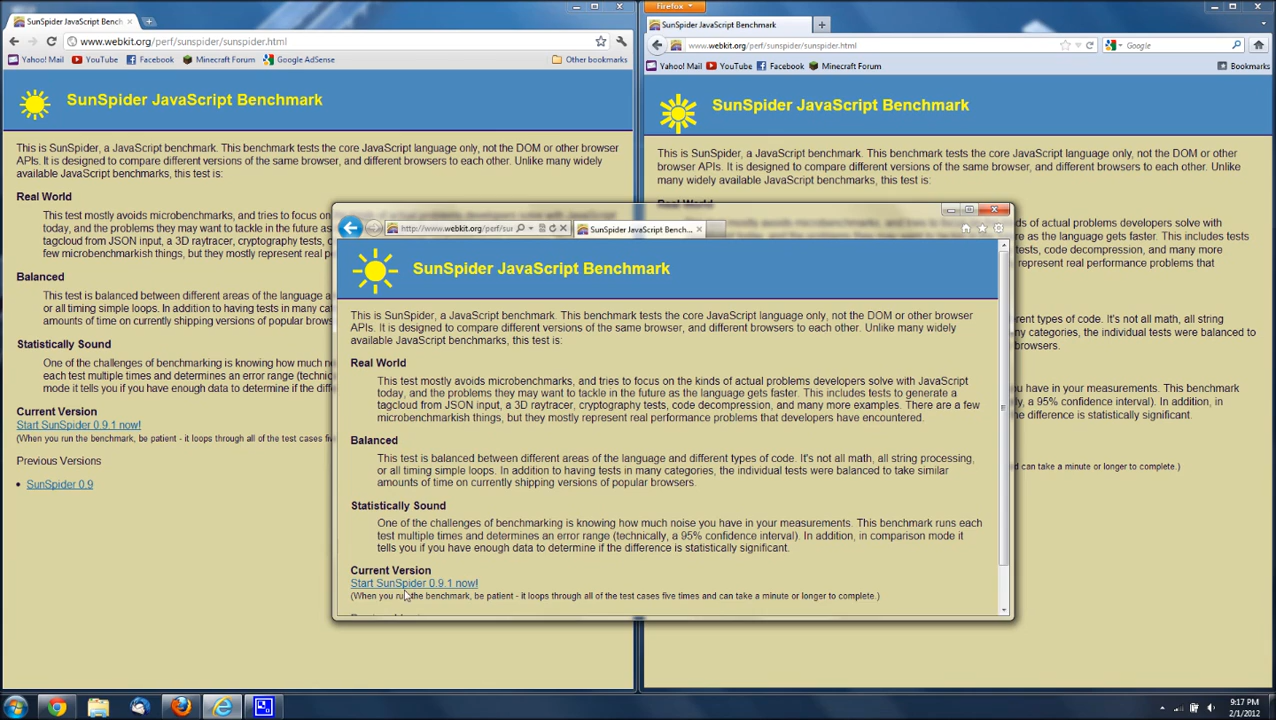 SunSpider JavaScript Bench
www.webkit.org/perf/sunspider/sunspider.html
Yahoo! Mail YouTube Facebook Minecraft Forum Google AdSense Other bookmarks
SunSpider JavaScript Benchmark
This is SunSpider, a JavaScript benchmark. This benchmark tests the core JavaScript language only, not the DOM or other browser
APIs. It is designed to compare different versions of the same browser, and different browsers to each other. Unlike many widely
available JavaScript benchmarks, this test is:
Real World
This test mostly avoids microbenchmarks, and tries to focus on
today, and the problems they may want to tackle in the future as
tagcloud from JSON input, a 3D raytracer, cryptography tests,
few microbenchmarkish things, but they mostly represent real
Balanced
This test is balanced between different areas of the language a
or all timing simple loops. In addition to having tests in many cat
amounts of time on currently shipping versions of popular brows
Statistically Sound
One of the challenges of benchmarking is knowing how much n
each test multiple times and determines an error range (technic
mode it tells you if you have enough data to determine if the diffe
Current Version
Start SunSpider 0.9.1 now!
(When you run the benchmark, be patient - it loops through all of the test cas
Previous Versions
SunSpider 0.9
Firefox
SunSpider JavaScript Benchmark
www.webkit.org/perf/sunspider/sunspider.html
Google
Yahoo! Mail YouTube Facebook Minecraft Forum Bookmarks
SunSpider JavaScript Benchmark
This is SunSpider, a JavaScript benchmark. This benchmark tests the core JavaScript language only, not the DOM or other
browser APIs. It is designed to compare different versions of the same browser, and different browsers to each other. Unlike
many widely available JavaScript benchmarks, this test is:
Real World
nds of actual problems developers solve with
uture as the language gets faster. This includes tests
y tests, code decompression, and many more
represent real performance problems that
rent types of code. It's not all math, all string
ny categories, the individual tests were balanced to
browsers.
ou have in your measurements. This benchmark
, a 95% confidence interval). In addition, in
he difference is statistically significant.
d can take a minute or longer to complete.)
http://www.webkit.org/perf/sur
SunSpider JavaScript Bench...
SunSpider JavaScript Benchmark
This is SunSpider, a JavaScript benchmark. This benchmark tests the core JavaScript language only, not the DOM or other browser
APIs. It is designed to compare different versions of the same browser, and different browsers to each other. Unlike many widely
available JavaScript benchmarks, this test is:
Real World
This test mostly avoids microbenchmarks, and tries to focus on the kinds of actual problems developers solve with JavaScript
today, and the problems they may want to tackle in the future as the language gets faster. This includes tests to generate a
tagcloud from JSON input, a 3D raytracer, cryptography tests, code decompression, and many more examples. There are a few
microbenchmarkish things, but they mostly represent real performance problems that developers have encountered.
Balanced
This test is balanced between different areas of the language and different types of code. It's not all math, all string processing,
or all timing simple loops. In addition to having tests in many categories, the individual tests were balanced to take similar
amounts of time on currently shipping versions of popular browsers.
Statistically Sound
One of the challenges of benchmarking is knowing how much noise you have in your measurements. This benchmark runs each
test multiple times and determines an error range (technically, a 95% confidence interval). In addition, in comparison mode it
tells you if you have enough data to determine if the difference is statistically significant.
Current Version
Start SunSpider 0.9.1 now!
(When you run the benchmark, be patient - it loops through all of the test cases five times and can take a minute or longer to complete.)
9:17 PM
2/1/2012